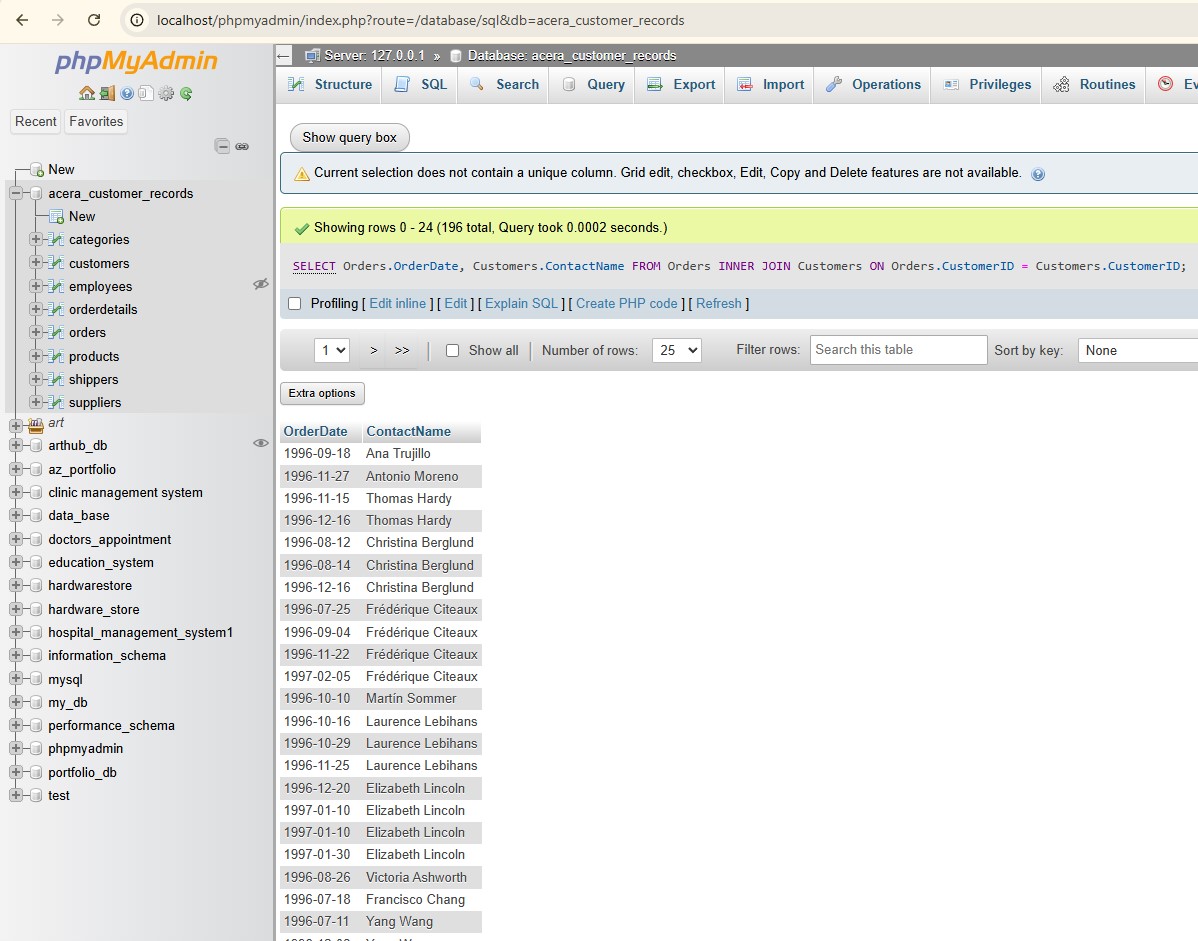 localhost/phpmyadmin/index.php?route=/database/sql&db=acera_customer_records
phpMyAdmin
Recent Favorites
New
acera_customer_records
New
categories
customers
employees
orderdetails
orders
products
shippers
suppliers
art
arthub_db
az_portfolio
clinic management system
data_base
doctors_appointment
education_system
hardwarestore
hardware_store
hospital_management_system1
information_schema
mysql
my_db
performance_schema
phpmyadmin
portfolio_db
test
Server: 127.0.0.1 » Database: acera_customer_records
Structure SQL Search Query Export Import Operations Privileges Routines Ev
Show query box
Current selection does not contain a unique column. Grid edit, checkbox, Edit, Copy and Delete features are not available.
Showing rows 0 - 24 (196 total, Query took 0.0002 seconds.)
SELECT Orders.OrderDate, Customers.ContactName FROM Orders INNER JOIN Customers ON Orders.CustomerID = Customers.CustomerID;
Profiling [ Edit inline ] [ Edit ] [ Explain SQL ] [ Create PHP code ] [ Refresh ]
1 > >> | Show all | Number of rows: 25 Filter rows: Search this table Sort by key: None
Extra options
OrderDate ContactName
1996-09-18 Ana Trujillo
1996-11-27 Antonio Moreno
1996-11-15 Thomas Hardy
1996-12-16 Thomas Hardy
1996-08-12 Christina Berglund
1996-08-14 Christina Berglund
1996-12-16 Christina Berglund
1996-07-25 Frédérique Citeaux
1996-09-04 Frédérique Citeaux
1996-11-22 Frédérique Citeaux
1997-02-05 Frédérique Citeaux
1996-10-10 Martín Sommer
1996-10-16 Laurence Lebihans
1996-10-29 Laurence Lebihans
1996-11-25 Laurence Lebihans
1996-12-20 Elizabeth Lincoln
1997-01-10 Elizabeth Lincoln
1997-01-10 Elizabeth Lincoln
1997-01-30 Elizabeth Lincoln
1996-08-26 Victoria Ashworth
1996-07-18 Francisco Chang
1996-07-11 Yang Wang